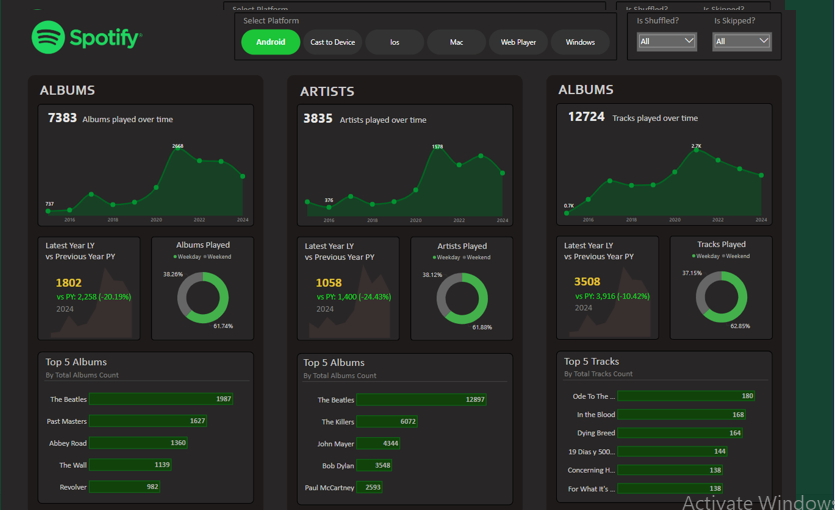 Select Platform
Is Shuffled? Is Skipped?
Spotify®
Select Platform
Android Cast to Device Ios Mac Web Player Windows
Is Shuffled? Is Skipped?
All All
ALBUMS
7383 Albums played over time
2668
737
2016 2018 2020 2022 2024
Latest Year LY
vs Previous Year PY
1802
vs PY: 2,258 (-20.19%)
2024
Albums Played
Weekday Weekend
38.26%
61.74%
Top 5 Albums
By Total Albums Count
The Beatles 1987
Past Masters 1627
Abbey Road 1360
The Wall 1139
Revolver 982
ARTISTS
3835 Artists played over time
1578
376
2016 2018 2020 2022 2024
Latest Year LY
vs Previous Year PY
1058
vs PY: 1,400 (-24.43%)
2024
Artists Played
Weekday Weekend
38.12%
61.88%
Top 5 Albums
By Total Albums Count
The Beatles 12897
The Killers 6072
John Mayer 4344
Bob Dylan 3548
Paul McCartney 2593
ALBUMS
12724 Tracks played over time
2.7K
0.7K
2016 2018 2020 2022 2024
Latest Year LY
vs Previous Year PY
3508
vs PY: 3,916 (-10.42%)
2024
Tracks Played
Weekday Weekend
37.15%
62.85%
Top 5 Tracks
By Total Tracks Count
Ode To The ... 180
In the Blood 168
Dying Breed 164
19 Dias y 500... 144
Concerning H... 138
For What It's ... 138
Activate Windows